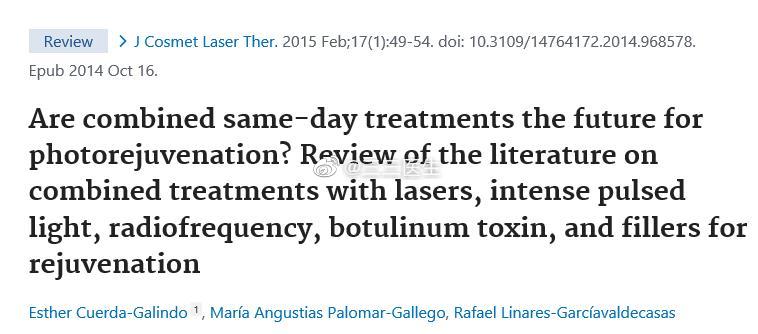 Review
J Cosmet Laser Ther. 2015 Feb;17(1):49-54. doi: 10.3109/14764172.2014.968578.
Epub 2014 Oct 16.
Are combined same-day treatments the future for
photorejuvenation? Review of the literature on
combined treatments with lasers, intense pulsed
light, radiofrequency, botulinum toxin, and fillers for
rejuvenation
Esther Cuerda-Galindo 1, María Angustias Palomar-Gallego, Rafael Linares-Garcíavaldecasas